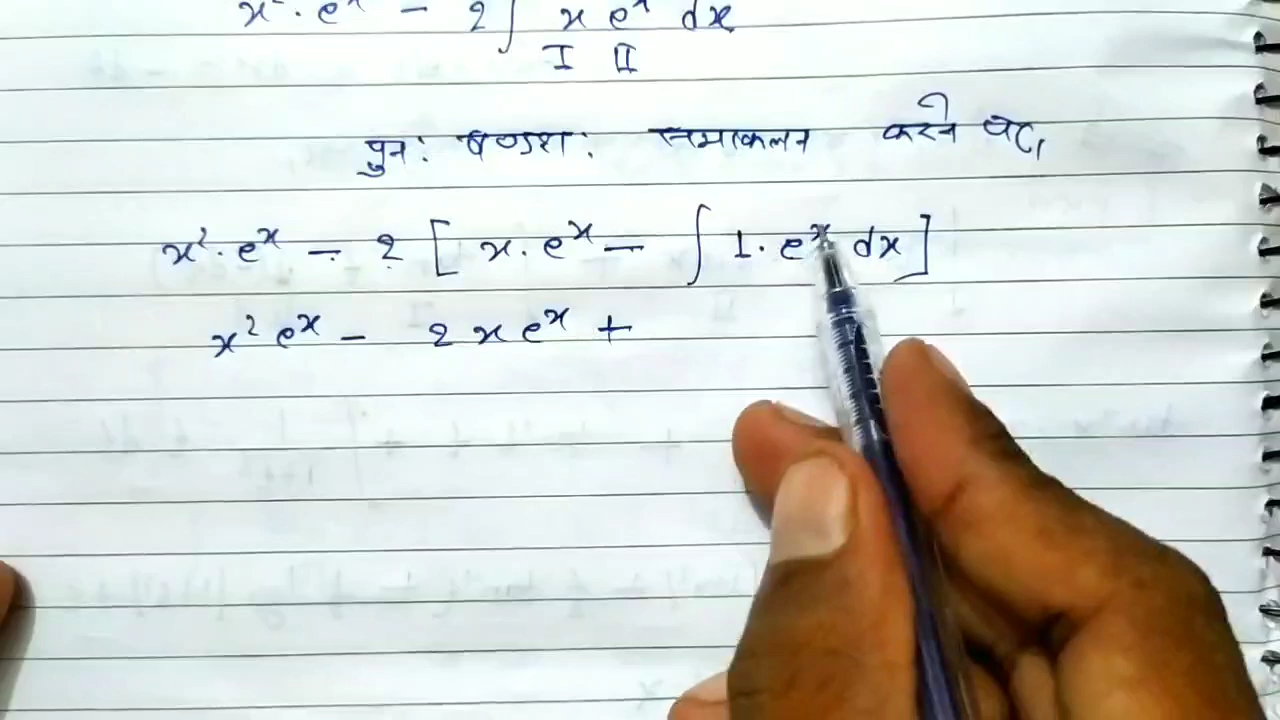 x² · eˣ − 2 ∫ x eˣ dx
I II
पुनः खण्डशः समाकलन करने पर,
x² · eˣ − 2 [ x · eˣ − ∫ 1 · eˣ dx ]
x² eˣ − 2 x eˣ +